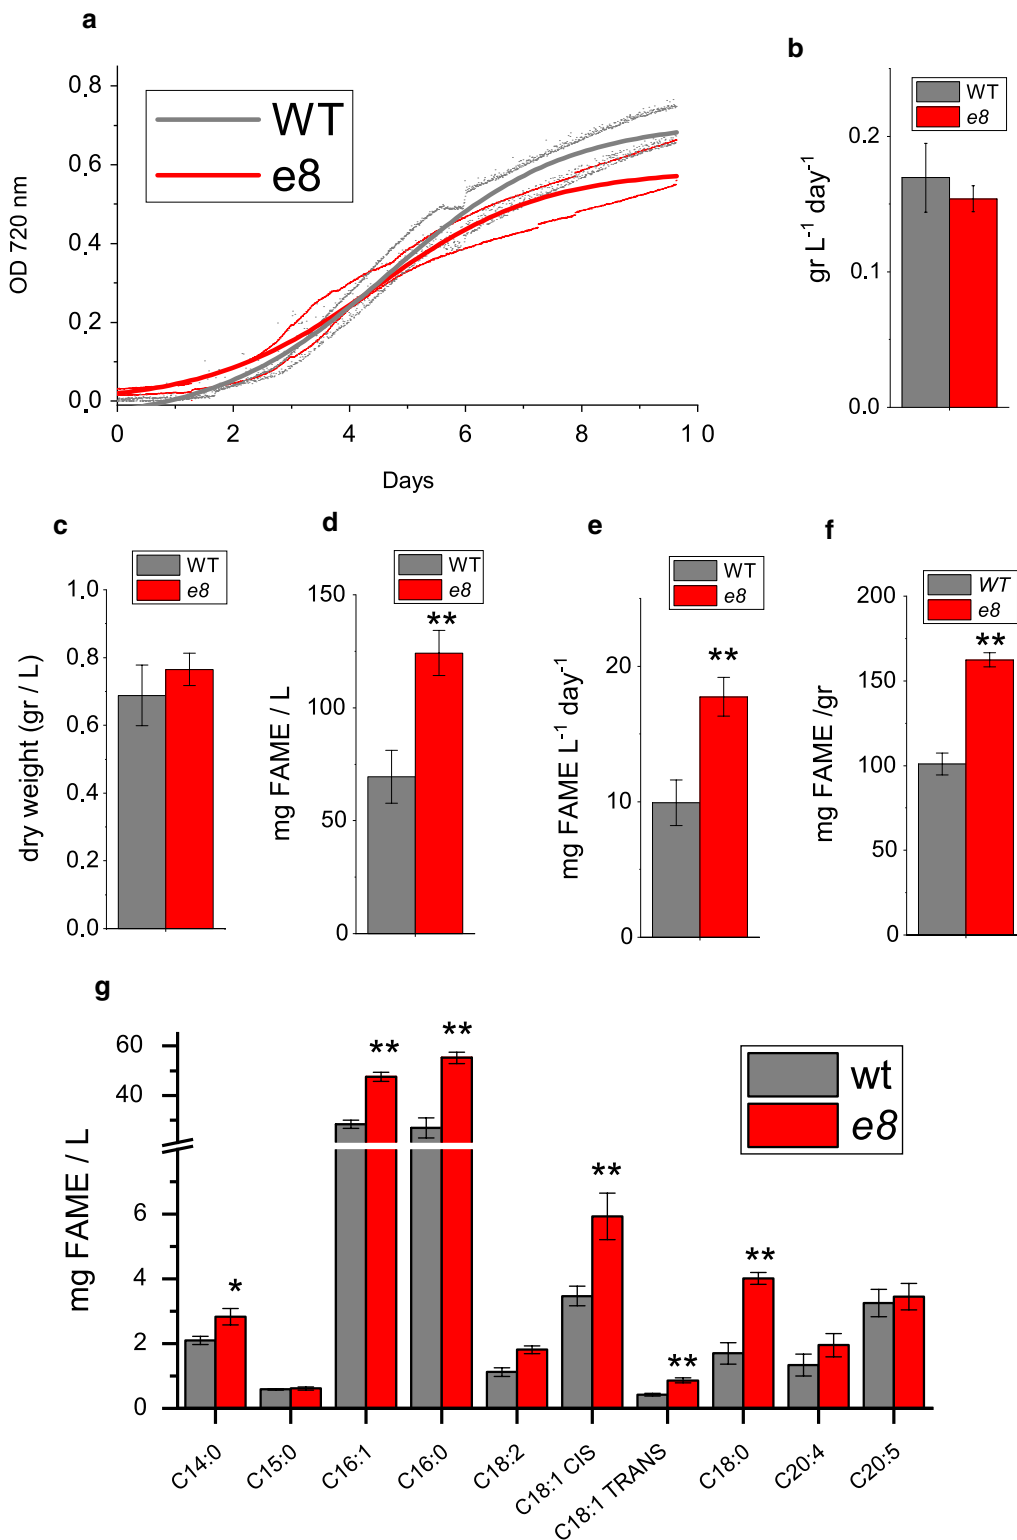 a
0.8
0.6
0.4
0.2
0.0
OD 720 nm
WT
e8
0 2 4 6 8 10
Days
b
WT
e8
0.2
0.1
0.0
gr L⁻¹ day⁻¹
c
WT
e8
1.0
0.8
0.6
0.4
0.2
0.0
dry weight (gr / L)
d
WT
e8
150
100
50
0
mg FAME / L
**
e
WT
e8
20
10
0
mg FAME L⁻¹ day⁻¹
**
f
WT
e8
200
150
100
50
0
mg FAME /gr
**
g
60
40
6
4
2
0
mg FAME / L
wt
e8
*
**
**
**
**
**
C14:0
C15:0
C16:1
C16:0
C18:2
C18:1 CIS
C18:1 TRANS
C18:0
C20:4
C20:5